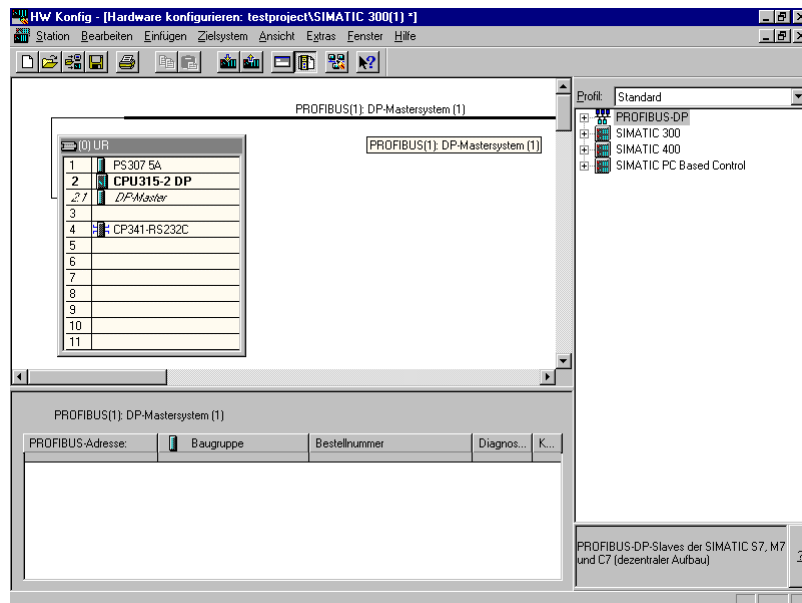 HW Konfig - [Hardware konfigurieren: testproject\SIMATIC 300(1) *]
Station Bearbeiten Einfügen Zielsystem Ansicht Extras Fenster Hilfe
PROFIBUS(1): DP-Mastersystem (1)
PROFIBUS(1): DP-Mastersystem (1)
(0) UR
1 PS307 5A
2 CPU315-2 DP
2.1 DP-Master
3
4 CP341-RS232C
5
6
7
8
9
10
11
Profil: Standard
PROFIBUS-DP
SIMATIC 300
SIMATIC 400
SIMATIC PC Based Control
PROFIBUS(1): DP-Mastersystem (1)
PROFIBUS-Adresse: Baugruppe Bestellnummer Diagnos... K...
PROFIBUS-DP-Slaves der SIMATIC S7, M7
und C7 (dezentraler Aufbau)